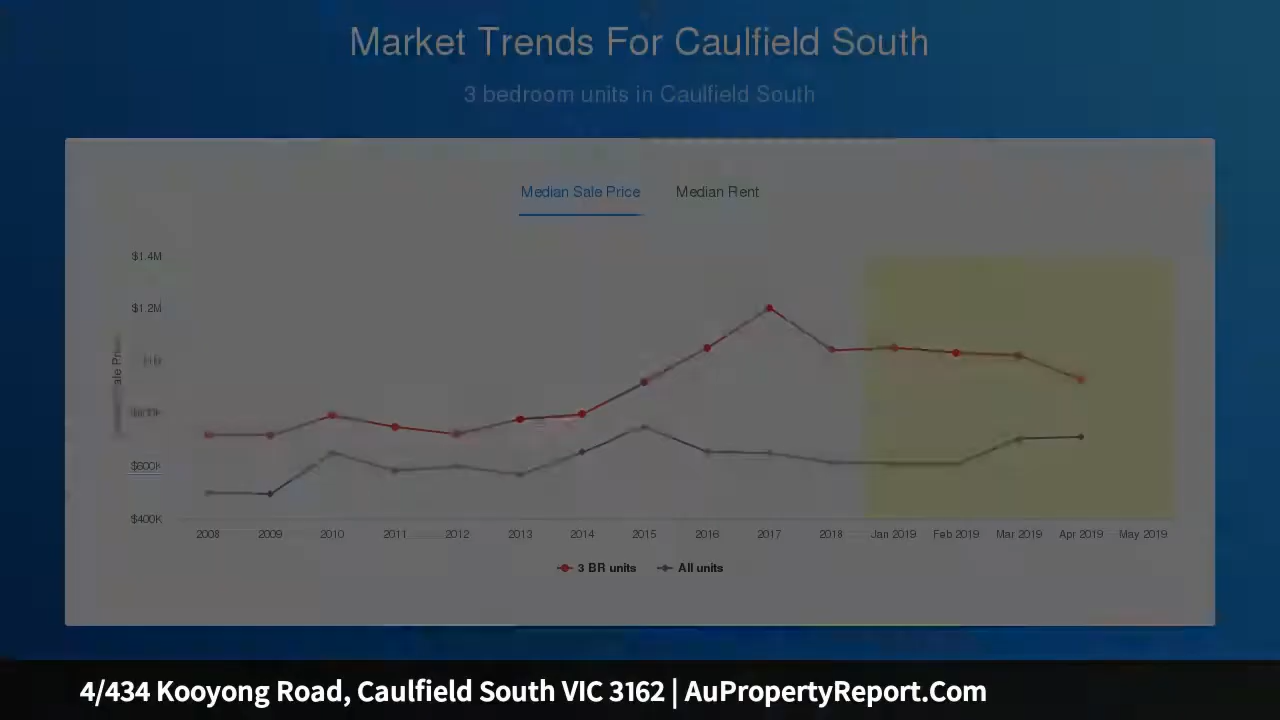 Market Trends For Caulfield South
3 bedroom units in Caulfield South
Median Sale Price Median Rent
$1.4M
$1.2M
$800K
$600K
$400K
2008 2009 2010 2011 2012 2013 2014 2015 2016 2017 2018 Jan 2019 Feb 2019 Mar 2019 Apr 2019 May 2019
3 BR units All units
4/434 Kooyong Road, Caulfield South VIC 3162 | AuPropertyReport.Com